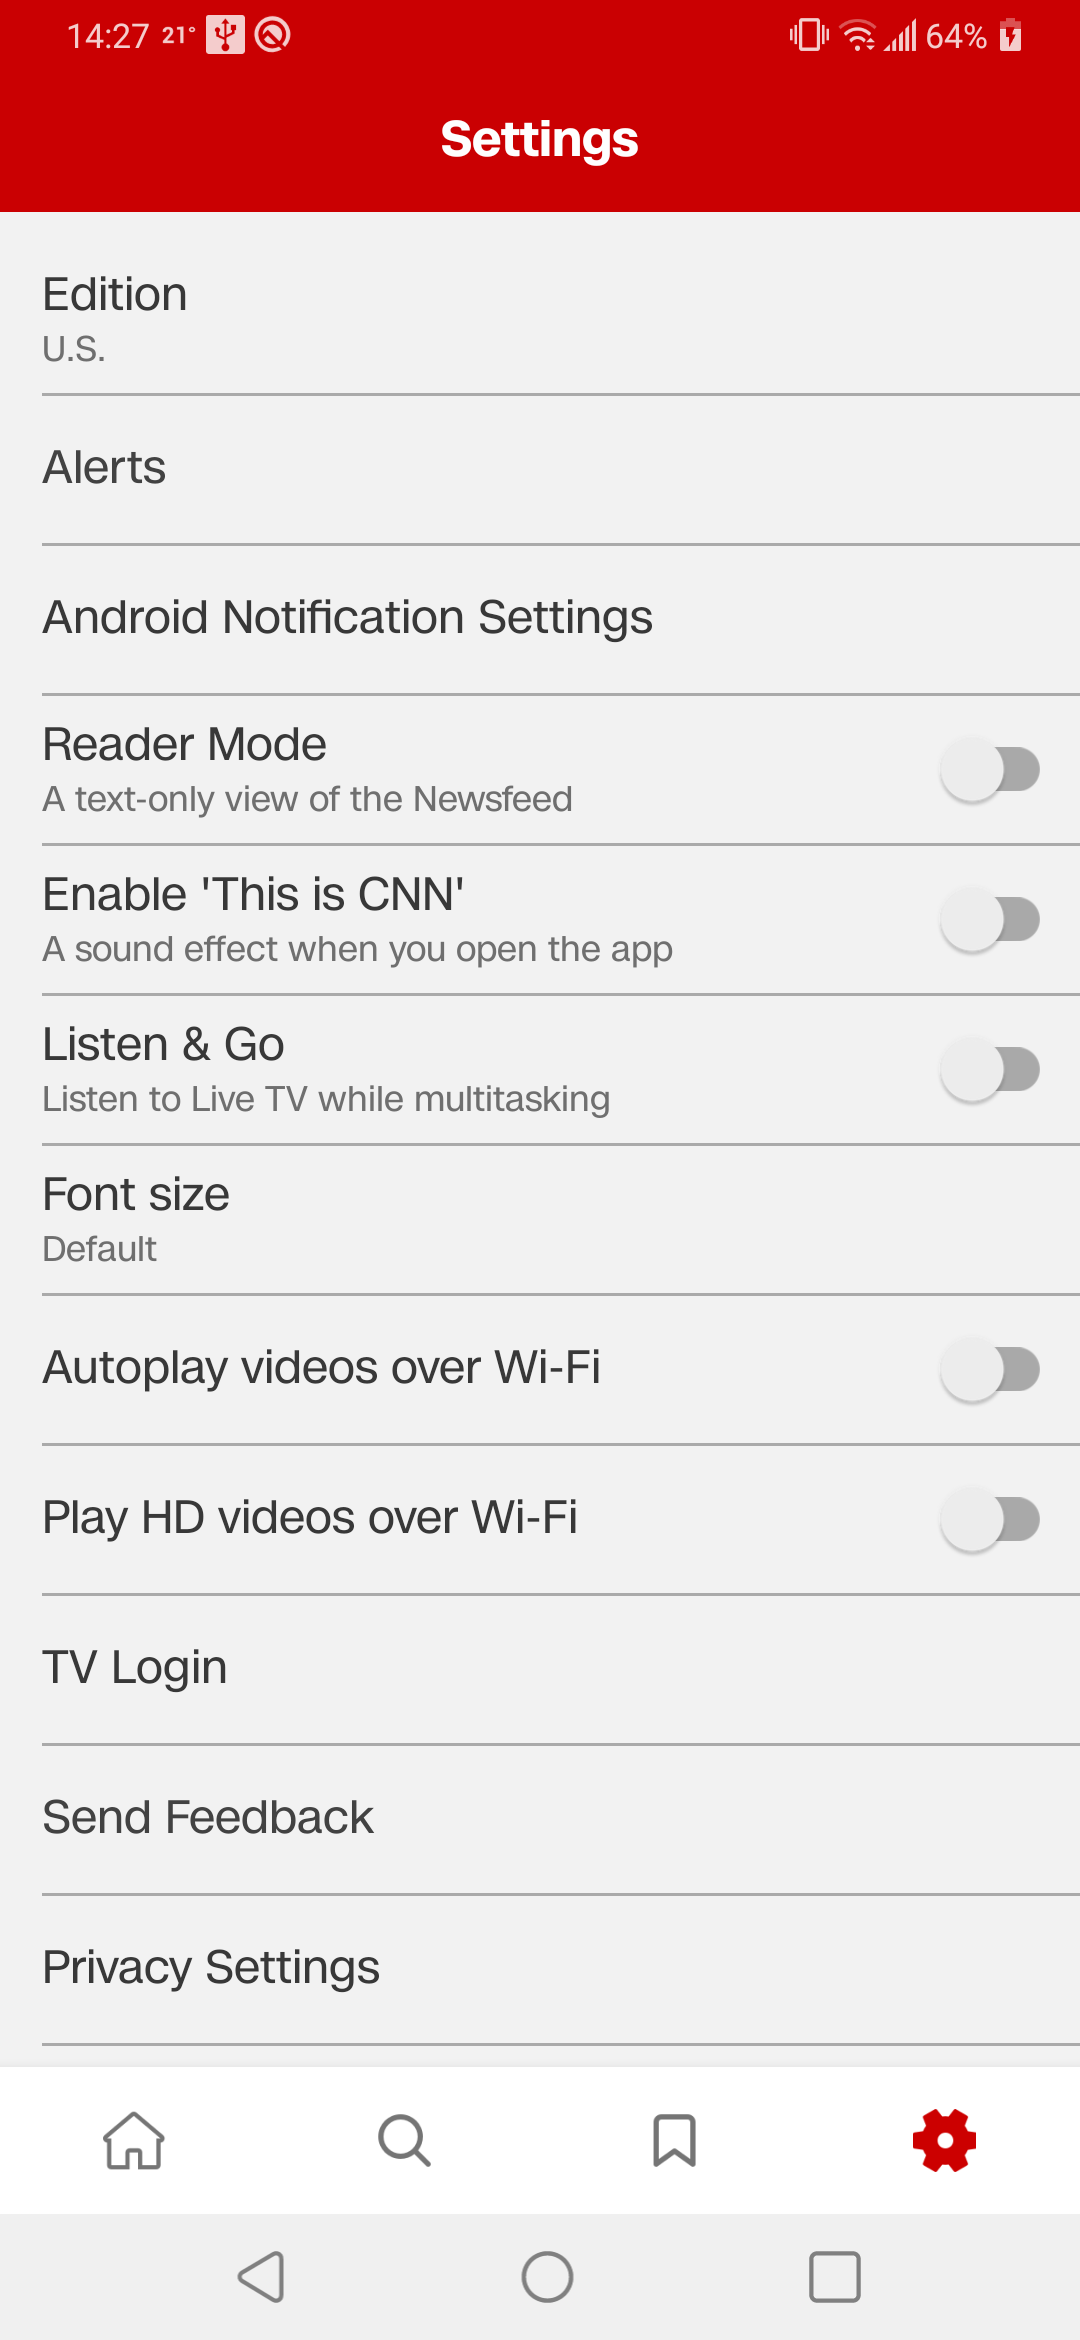 14:27 21° 64%
Settings
Edition
U.S.
Alerts
Android Notification Settings
Reader Mode
A text-only view of the Newsfeed
Enable 'This is CNN'
A sound effect when you open the app
Listen & Go
Listen to Live TV while multitasking
Font size
Default
Autoplay videos over Wi-Fi
Play HD videos over Wi-Fi
TV Login
Send Feedback
Privacy Settings